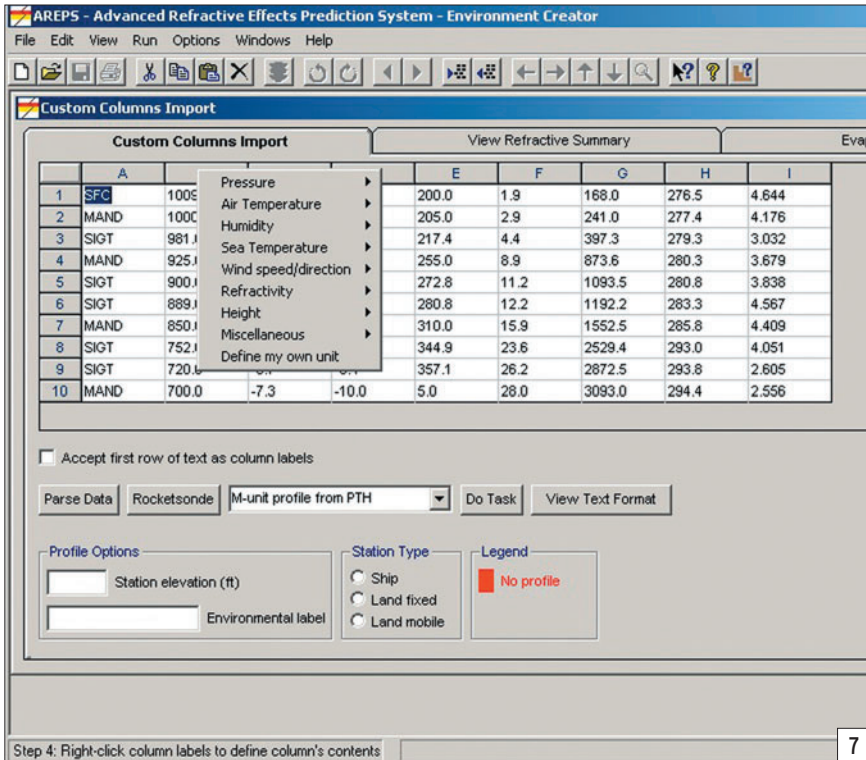 AREPS - Advanced Refractive Effects Prediction System - Environment Creator
File Edit View Run Options Windows Help
Custom Columns Import
Custom Columns Import View Refractive Summary
A E F G H I
1 SFC 200.0 1.9 168.0 276.5 4.644
2 MAND 205.0 2.9 241.0 277.4 4.176
3 SIGT 217.4 4.4 397.3 279.3 3.032
4 MAND 255.0 8.9 873.6 280.3 3.679
5 SIGT 272.8 11.2 1093.5 280.8 3.838
6 SIGT 280.8 12.2 1192.2 283.3 4.567
7 MAND 310.0 15.9 1552.5 285.8 4.409
8 SIGT 344.9 23.6 2529.4 293.0 4.051
9 SIGT 357.1 26.2 2872.5 293.8 2.605
10 MAND 700.0 -7.3 -10.0 5.0 28.0 3093.0 294.4 2.556
Pressure
Air Temperature
Humidity
Sea Temperature
Wind speed/direction
Refractivity
Height
Miscellaneous
Define my own unit
Accept first row of text as column labels
Parse Data Rocketsonde M-unit profile from PTH Do Task View Text Format
Profile Options
Station elevation (ft)
Environmental label
Station Type
Ship
Land fixed
Land mobile
Legend
No profile
Step 4: Right-click column labels to define column's contents
7